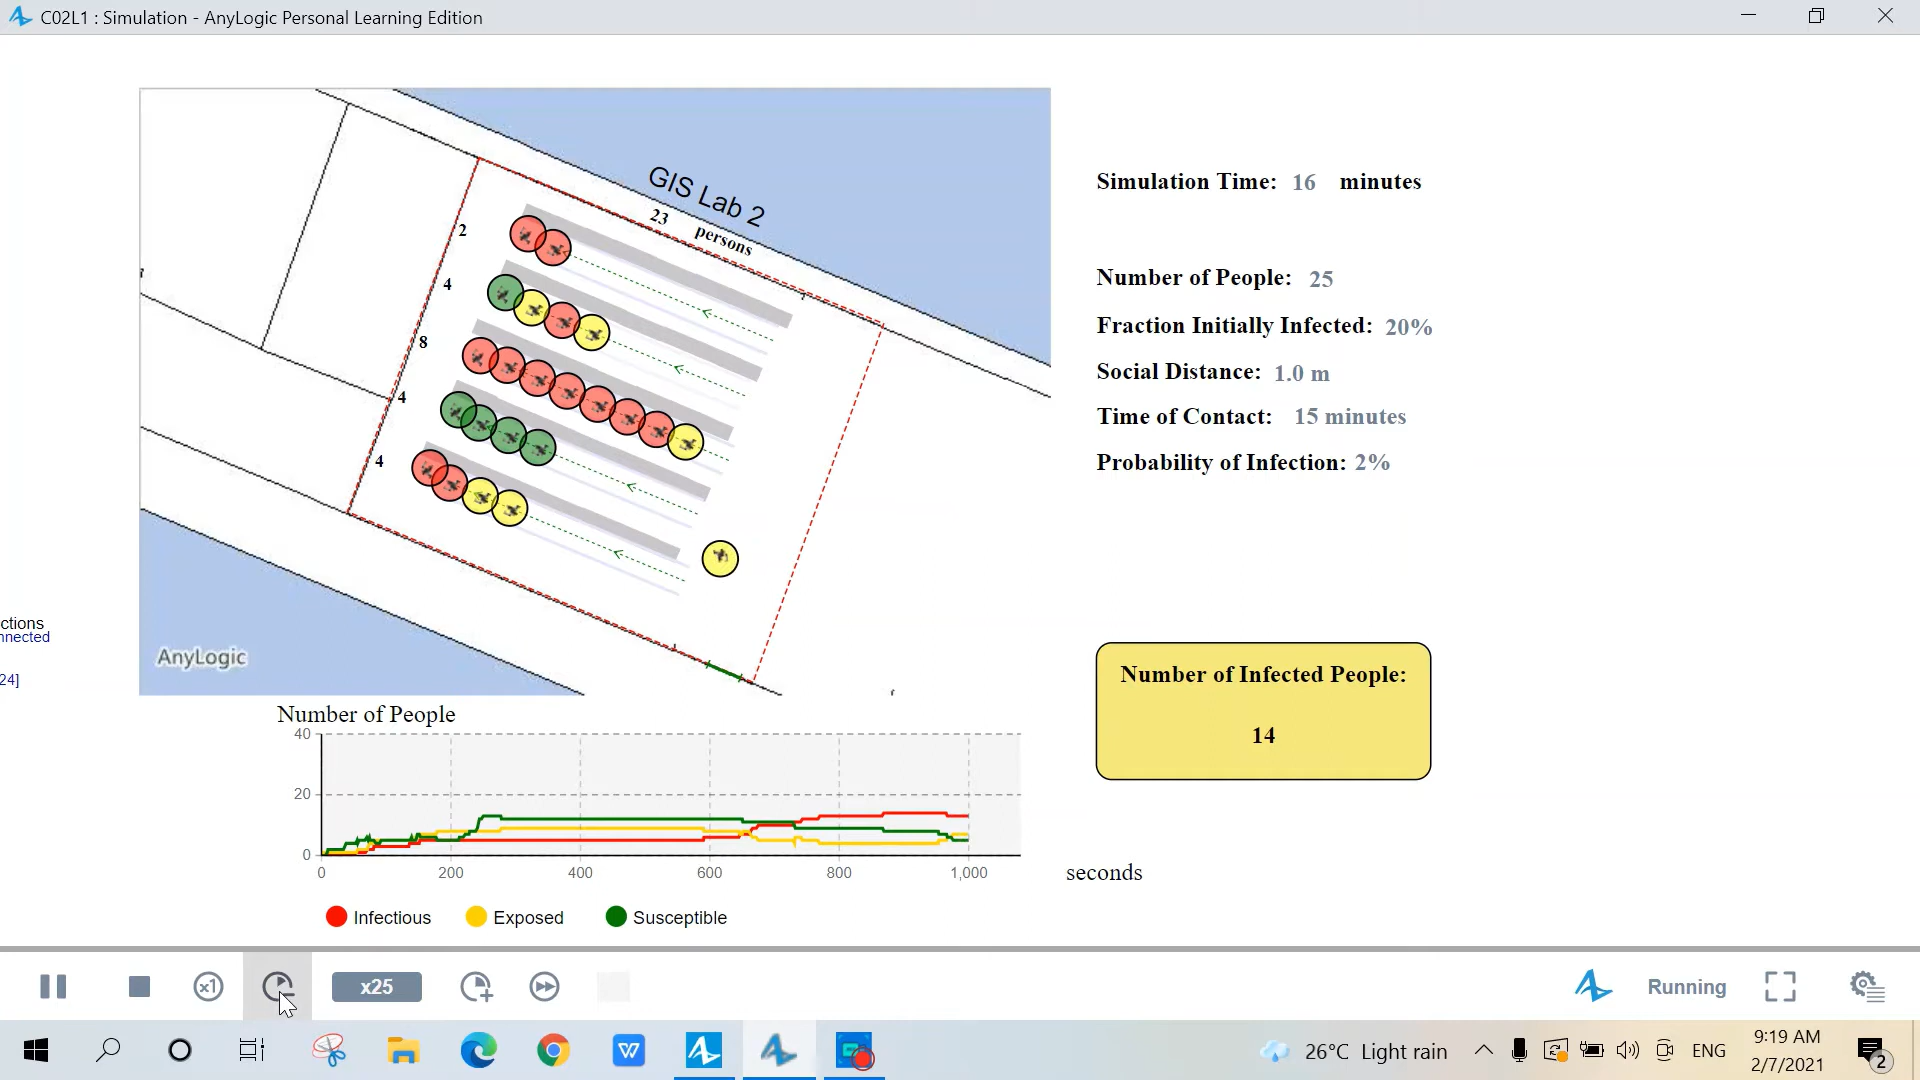 C02L1 : Simulation - AnyLogic Personal Learning Edition
GIS Lab 2
23 persons
2
4
8
4
4
AnyLogic
ctions
nnected
24]
Simulation Time: 16 minutes
Number of People: 25
Fraction Initially Infected: 20%
Social Distance: 1.0 m
Time of Contact: 15 minutes
Probability of Infection: 2%
Number of Infected People:
14
Number of People
40
20
0
0 200 400 600 800 1,000
seconds
Infectious Exposed Susceptible
x1
x25
Running
26°C Light rain
ENG
9:19 AM
2/7/2021
2